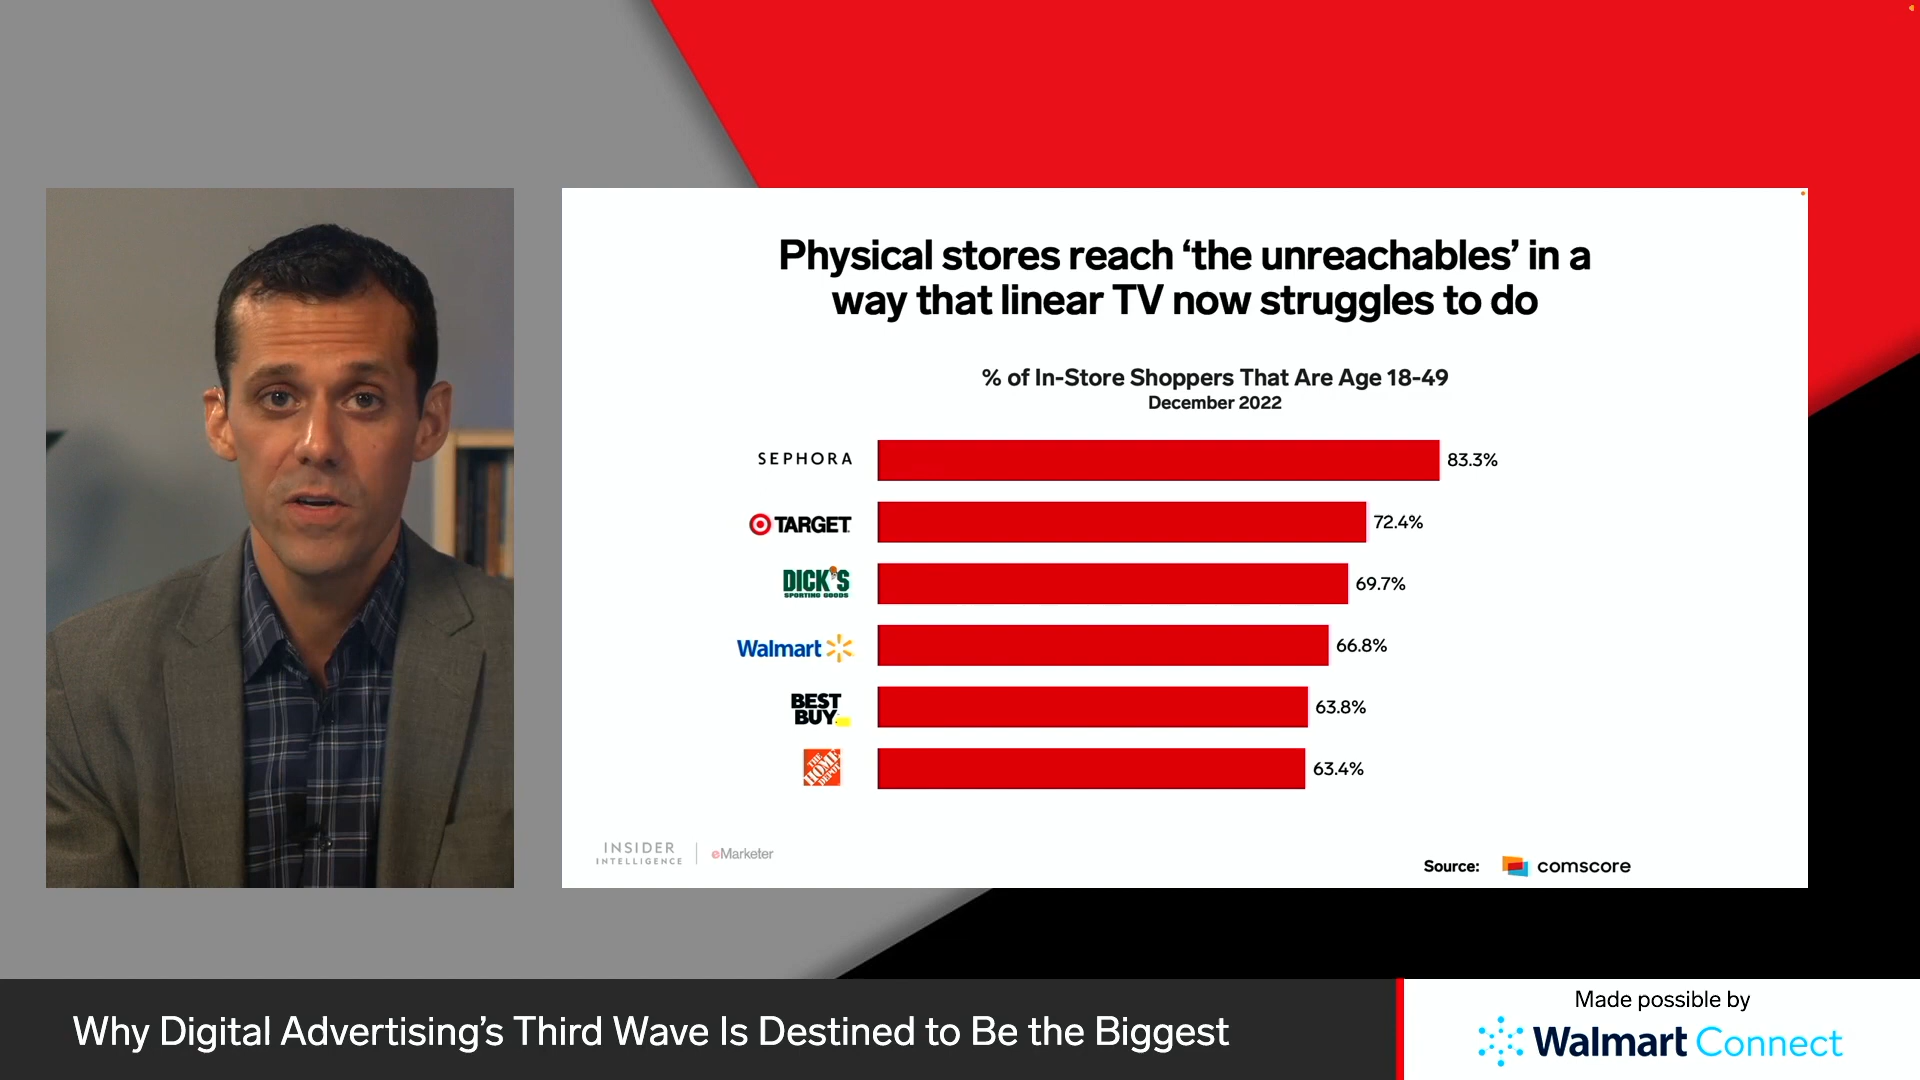 Physical stores reach ‘the unreachables’ in a
way that linear TV now struggles to do
% of In-Store Shoppers That Are Age 18-49
December 2022
SEPHORA 83.3%
TARGET 72.4%
DICK'S
SPORTING GOODS 69.7%
Walmart 66.8%
BEST
BUY 63.8%
THE
HOME
DEPOT 63.4%
INSIDER
INTELLIGENCE eMarketer
Source: comscore
Why Digital Advertising’s Third Wave Is Destined to Be the Biggest
Made possible by
Walmart Connect